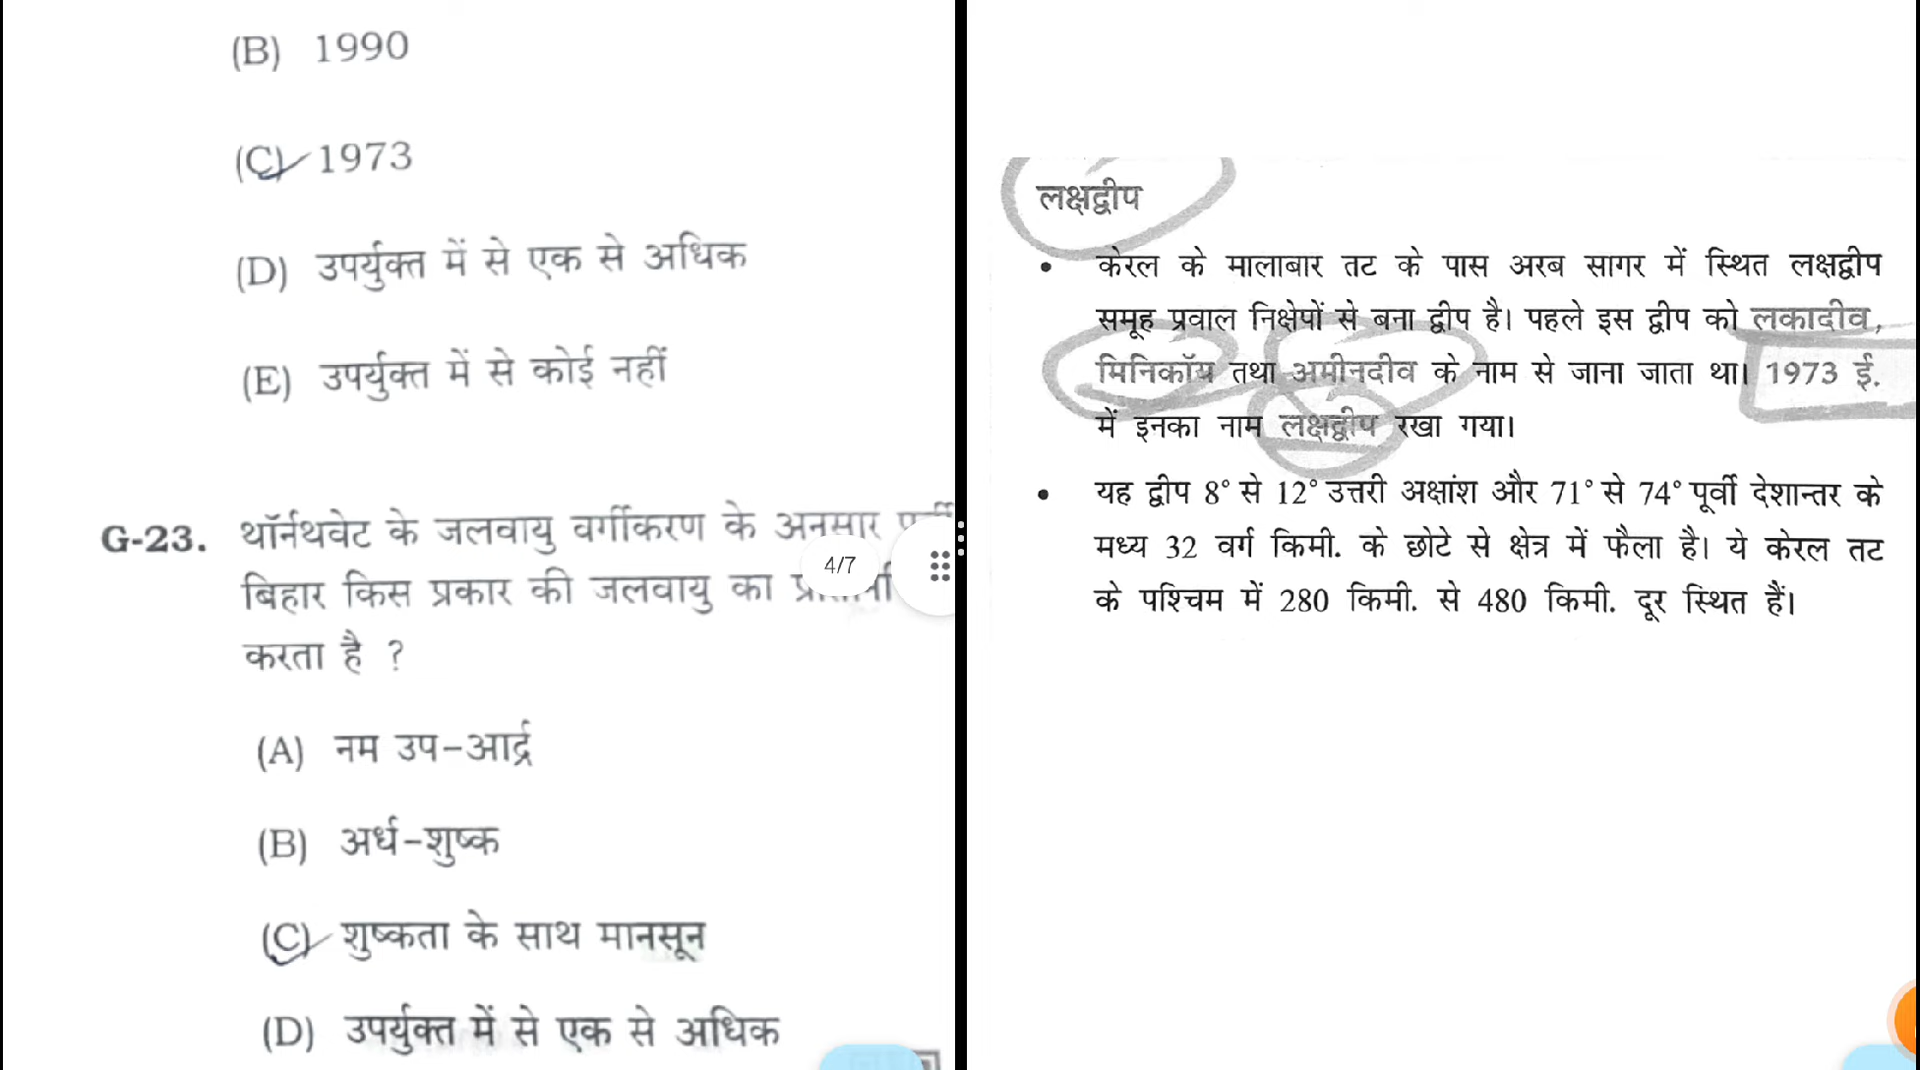 (B) 1990
(C) 1973
(D) उपर्युक्त में से एक से अधिक
(E) उपर्युक्त में से कोई नहीं
G-23. थॉर्नथवेट के जलवायु वर्गीकरण के अनुसार
बिहार किस प्रकार की जलवायु का
करता है ?
4/7
(A) नम उप-आर्द्र
(B) अर्ध-शुष्क
(C) शुष्कता के साथ मानसून
(D) उपर्युक्त में से एक से अधिक
लक्षद्वीप
• केरल के मालाबार तट के पास अरब सागर में स्थित लक्षद्वीप
समूह प्रवाल निक्षेपों से बना द्वीप है। पहले इस द्वीप को लकादीव,
मिनिकॉय तथा अमीनदीव के नाम से जाना जाता था। 1973 ई.
में इनका नाम लक्षद्वीप रखा गया।
• यह द्वीप 8° से 12° उत्तरी अक्षांश और 71° से 74° पूर्वी देशान्तर के
मध्य 32 वर्ग किमी. के छोटे से क्षेत्र में फैला है। ये केरल तट
के पश्चिम में 280 किमी. से 480 किमी. दूर स्थित हैं।